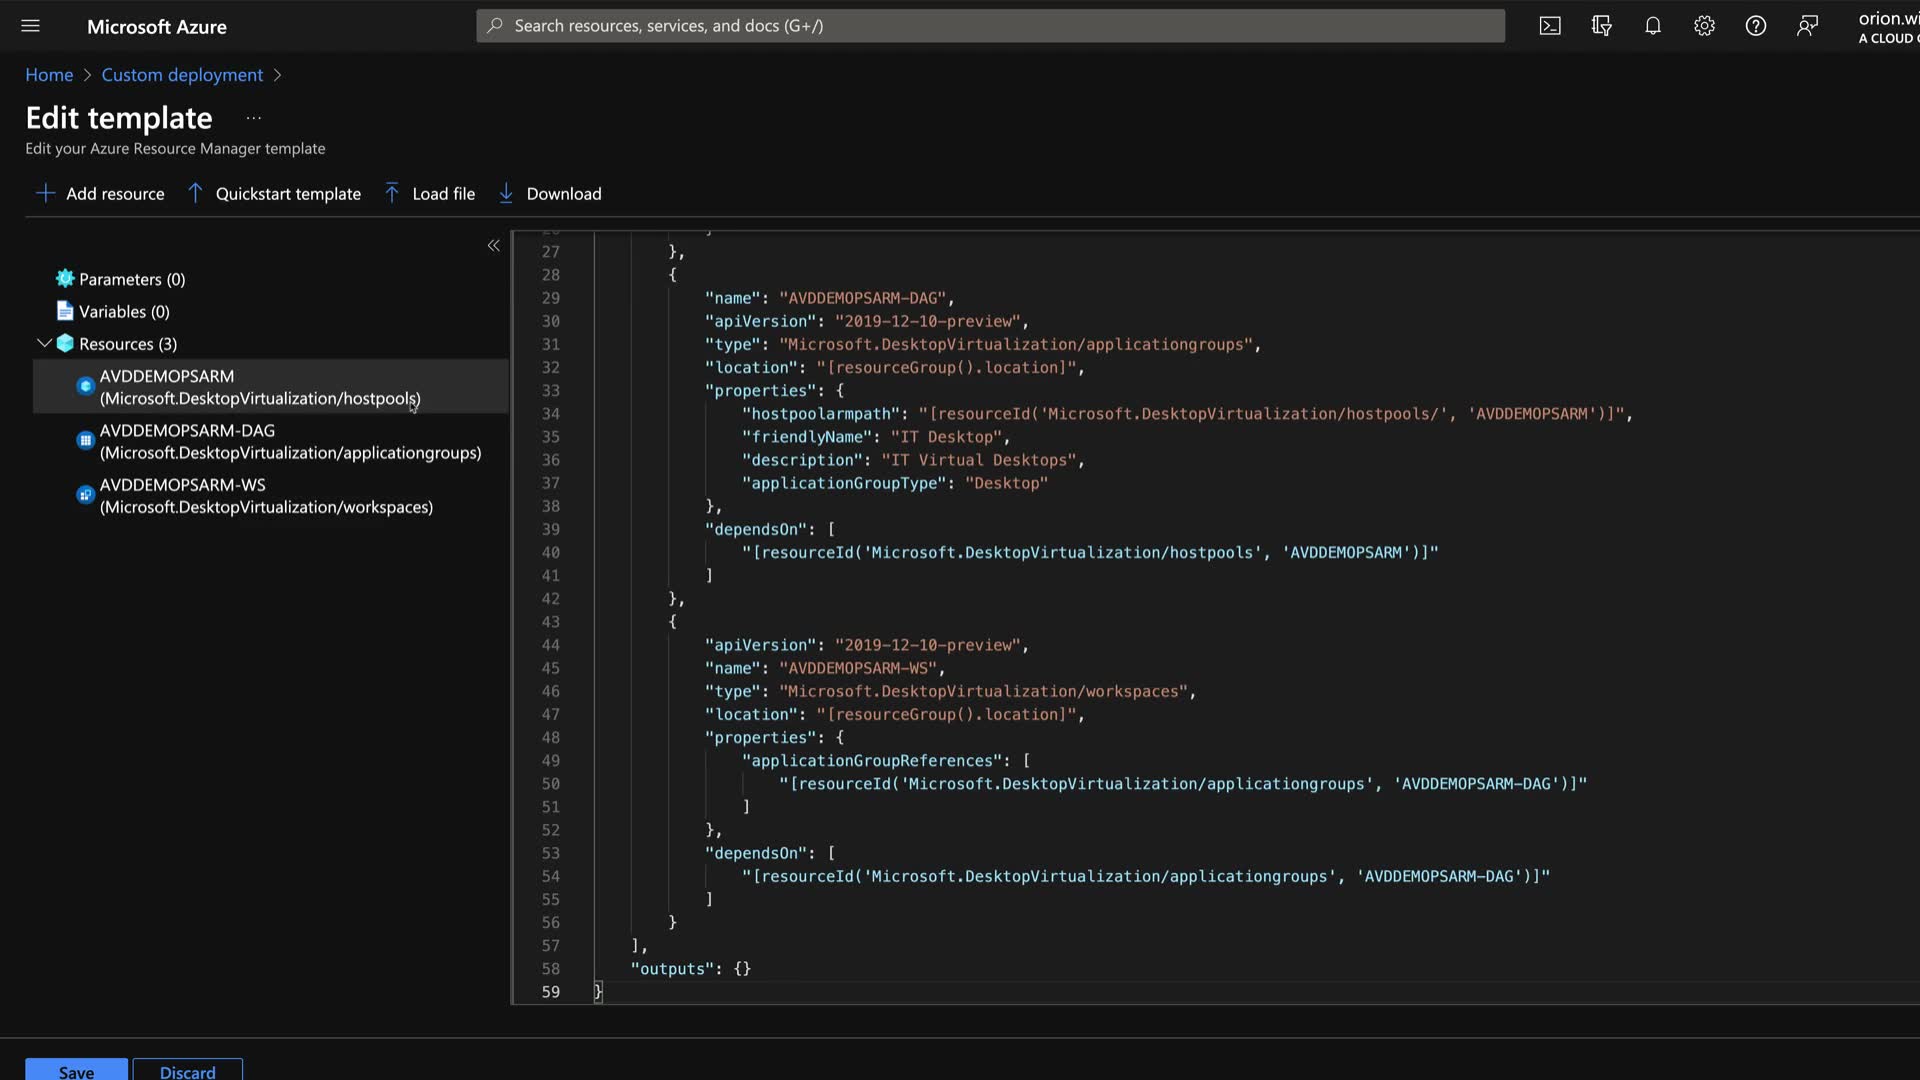 Microsoft Azure
Search resources, services, and docs (G+/)
orion.wi
A CLOUD
Home > Custom deployment >
Edit template ...
Edit your Azure Resource Manager template
Add resource
Quickstart template
Load file
Download
«
Parameters (0)
Variables (0)
Resources (3)
AVDDEMOPSARM
(Microsoft.DesktopVirtualization/hostpools)
AVDDEMOPSARM-DAG
(Microsoft.DesktopVirtualization/applicationgroups)
AVDDEMOPSARM-WS
(Microsoft.DesktopVirtualization/workspaces)
26 ]
27 },
28 {
29 "name": "AVDDEMOPSARM-DAG",
30 "apiVersion": "2019-12-10-preview",
31 "type": "Microsoft.DesktopVirtualization/applicationgroups",
32 "location": "[resourceGroup().location]",
33 "properties": {
34 "hostpoolarmpath": "[resourceId('Microsoft.DesktopVirtualization/hostpools/', 'AVDDEMOPSARM')]",
35 "friendlyName": "IT Desktop",
36 "description": "IT Virtual Desktops",
37 "applicationGroupType": "Desktop"
38 },
39 "dependsOn": [
40 "[resourceId('Microsoft.DesktopVirtualization/hostpools', 'AVDDEMOPSARM')]"
41 ]
42 },
43 {
44 "apiVersion": "2019-12-10-preview",
45 "name": "AVDDEMOPSARM-WS",
46 "type": "Microsoft.DesktopVirtualization/workspaces",
47 "location": "[resourceGroup().location]",
48 "properties": {
49 "applicationGroupReferences": [
50 "[resourceId('Microsoft.DesktopVirtualization/applicationgroups', 'AVDDEMOPSARM-DAG')]"
51 ]
52 },
53 "dependsOn": [
54 "[resourceId('Microsoft.DesktopVirtualization/applicationgroups', 'AVDDEMOPSARM-DAG')]"
55 ]
56 }
57 ],
58 "outputs": {}
59 }
Save
Discard